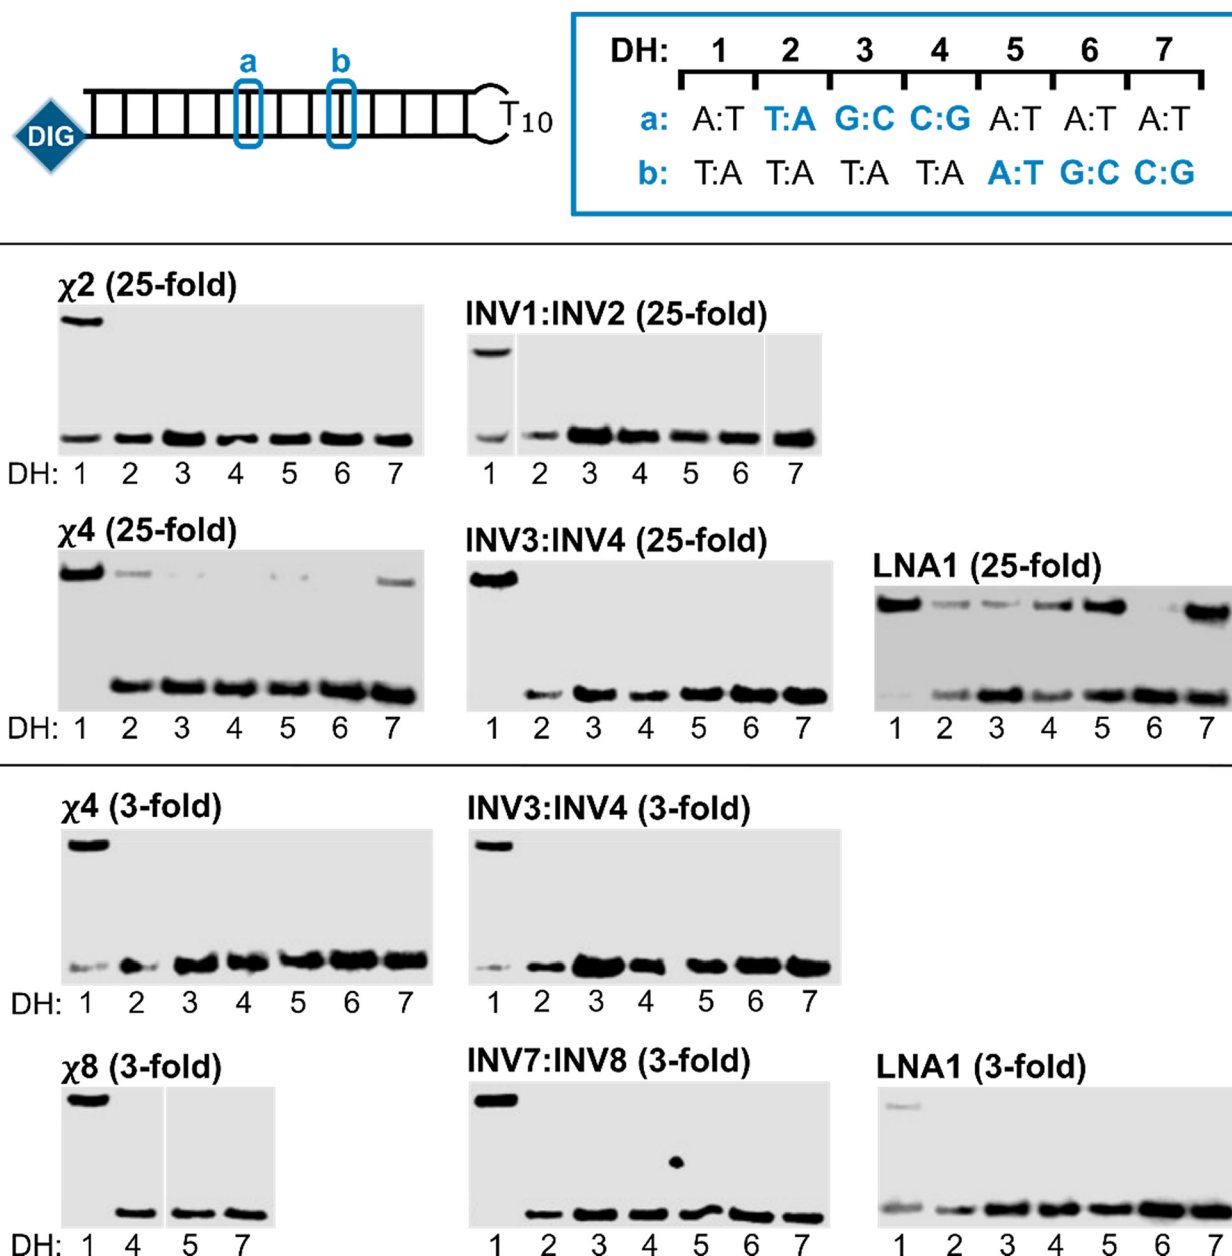 a b
DIG
T10
DH: 1 2 3 4 5 6 7
a: A:T T:A G:C C:G A:T A:T A:T
b: T:A T:A T:A T:A A:T G:C C:G
χ2 (25-fold)
DH: 1 2 3 4 5 6 7
INV1:INV2 (25-fold)
1 2 3 4 5 6 7
χ4 (25-fold)
DH: 1 2 3 4 5 6 7
INV3:INV4 (25-fold)
1 2 3 4 5 6 7
LNA1 (25-fold)
1 2 3 4 5 6 7
χ4 (3-fold)
DH: 1 2 3 4 5 6 7
INV3:INV4 (3-fold)
1 2 3 4 5 6 7
χ8 (3-fold)
DH: 1 4 5 7
INV7:INV8 (3-fold)
1 2 3 4 5 6 7
LNA1 (3-fold)
1 2 3 4 5 6 7